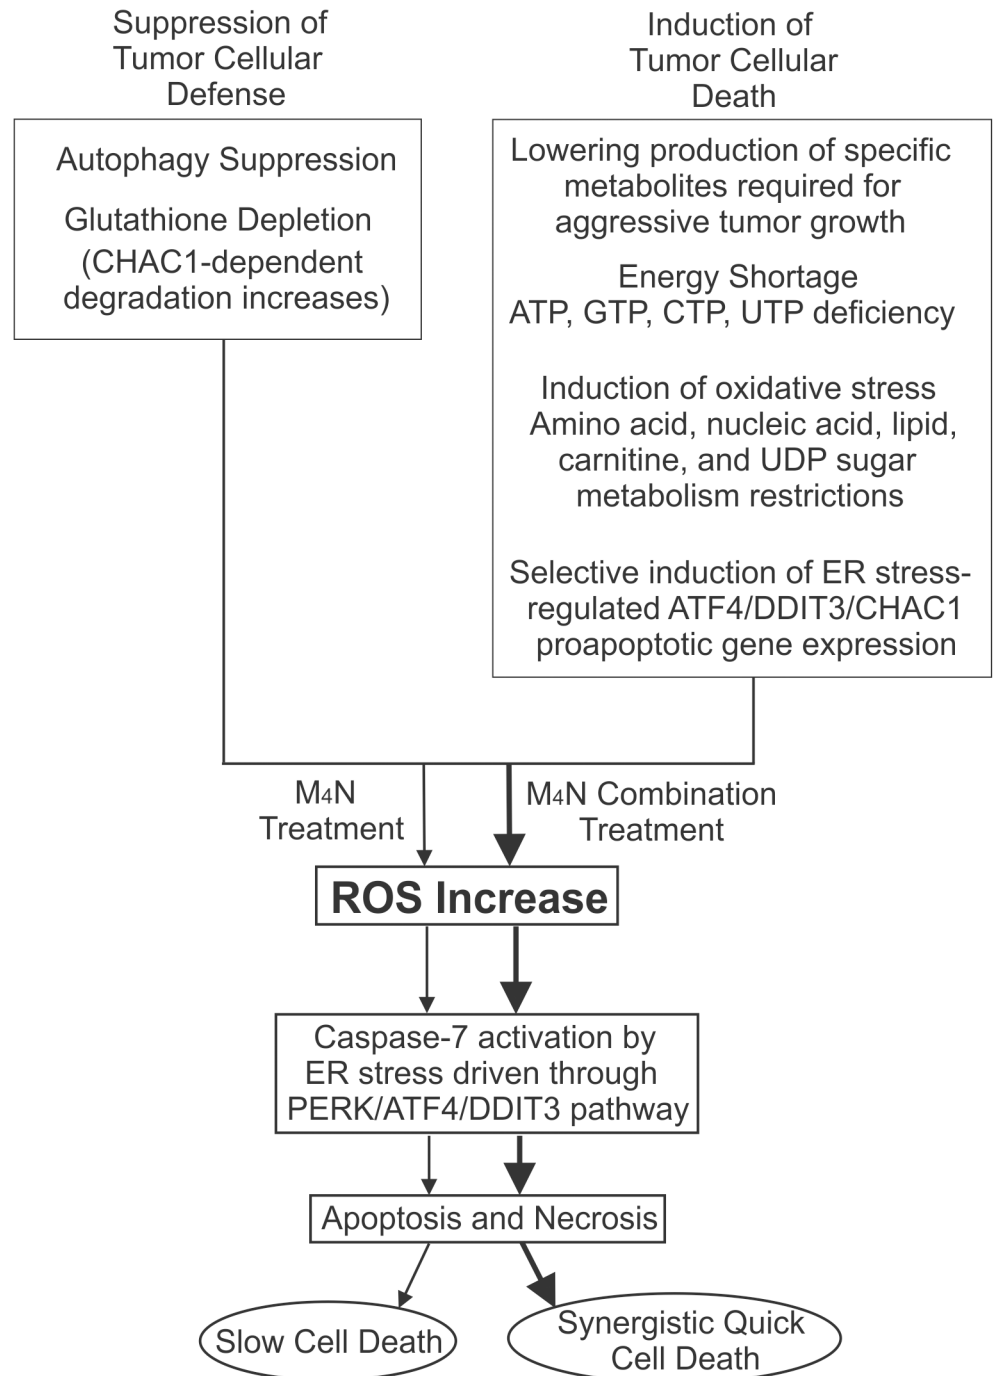 Suppression of
Tumor Cellular
Defense
Autophagy Suppression
Glutathione Depletion
(CHAC1-dependent
degradation increases)
Induction of
Tumor Cellular
Death
Lowering production of specific
metabolites required for
aggressive tumor growth
Energy Shortage
ATP, GTP, CTP, UTP deficiency
Induction of oxidative stress
Amino acid, nucleic acid, lipid,
carnitine, and UDP sugar
metabolism restrictions
Selective induction of ER stress-
regulated ATF4/DDIT3/CHAC1
proapoptotic gene expression
M4N
Treatment
M4N Combination
Treatment
ROS Increase
Caspase-7 activation by
ER stress driven through
PERK/ATF4/DDIT3 pathway
Apoptosis and Necrosis
Slow Cell Death
Synergistic Quick
Cell Death